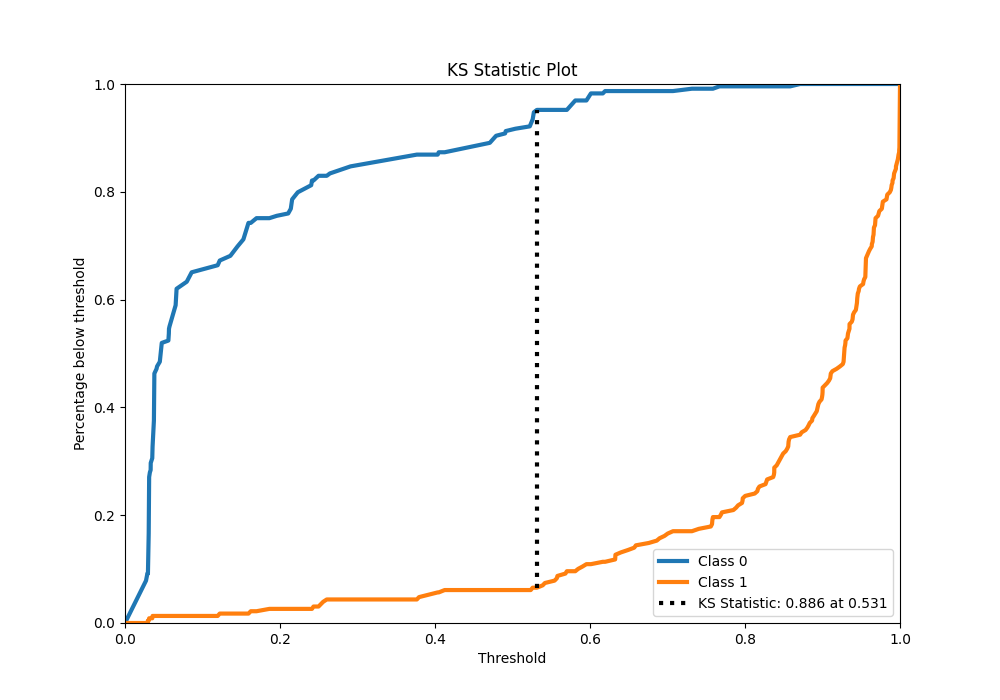 KS Statistic Plot
1.0
0.8
0.6
0.4
0.2
0.0
Percentage below threshold
0.0 0.2 0.4 0.6 0.8 1.0
Threshold
Class 0
Class 1
KS Statistic: 0.886 at 0.531